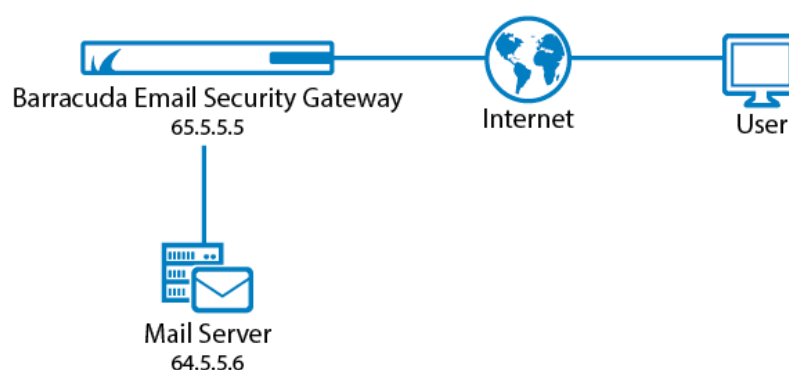 Barracuda Email Security Gateway
65.5.5.5
Internet
User
Mail Server
64.5.5.6